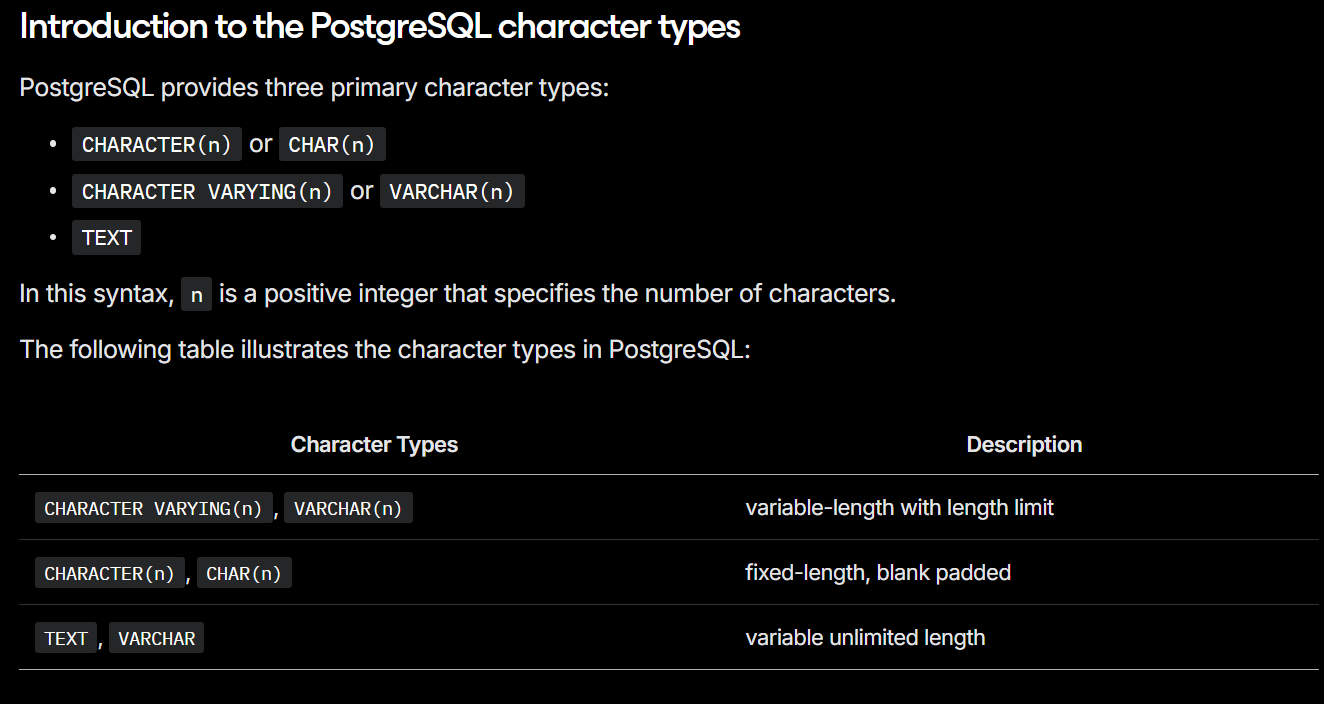 Introduction to the PostgreSQL character types
PostgreSQL provides three primary character types:
• CHARACTER(n) or CHAR(n)
• CHARACTER VARYING(n) or VARCHAR(n)
• TEXT
In this syntax, n is a positive integer that specifies the number of characters.
The following table illustrates the character types in PostgreSQL:
Character Types Description
CHARACTER VARYING(n), VARCHAR(n) variable-length with length limit
CHARACTER(n), CHAR(n) fixed-length, blank padded
TEXT, VARCHAR variable unlimited length